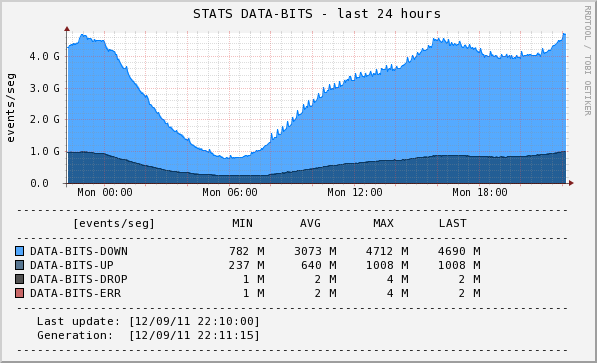 STATS DATA-BITS - last 24 hours
RRDTOOL / TOBI OETIKER
events/seg
4.0 G
3.0 G
2.0 G
1.0 G
0.0
Mon 00:00 Mon 06:00 Mon 12:00 Mon 18:00
[events/seg] MIN AVG MAX LAST
DATA-BITS-DOWN 782 M 3073 M 4712 M 4690 M
DATA-BITS-UP 237 M 640 M 1008 M 1008 M
DATA-BITS-DROP 1 M 2 M 4 M 2 M
DATA-BITS-ERR 1 M 2 M 4 M 2 M
Last update: [12/09/11 22:10:00]
Generation: [12/09/11 22:11:15]